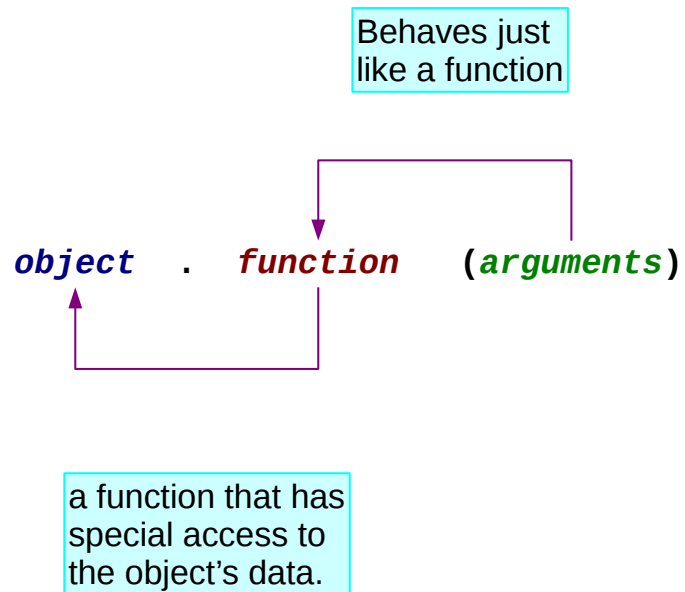 Behaves just
like a function
object . function (arguments)
a function that has
special access to
the object's data.